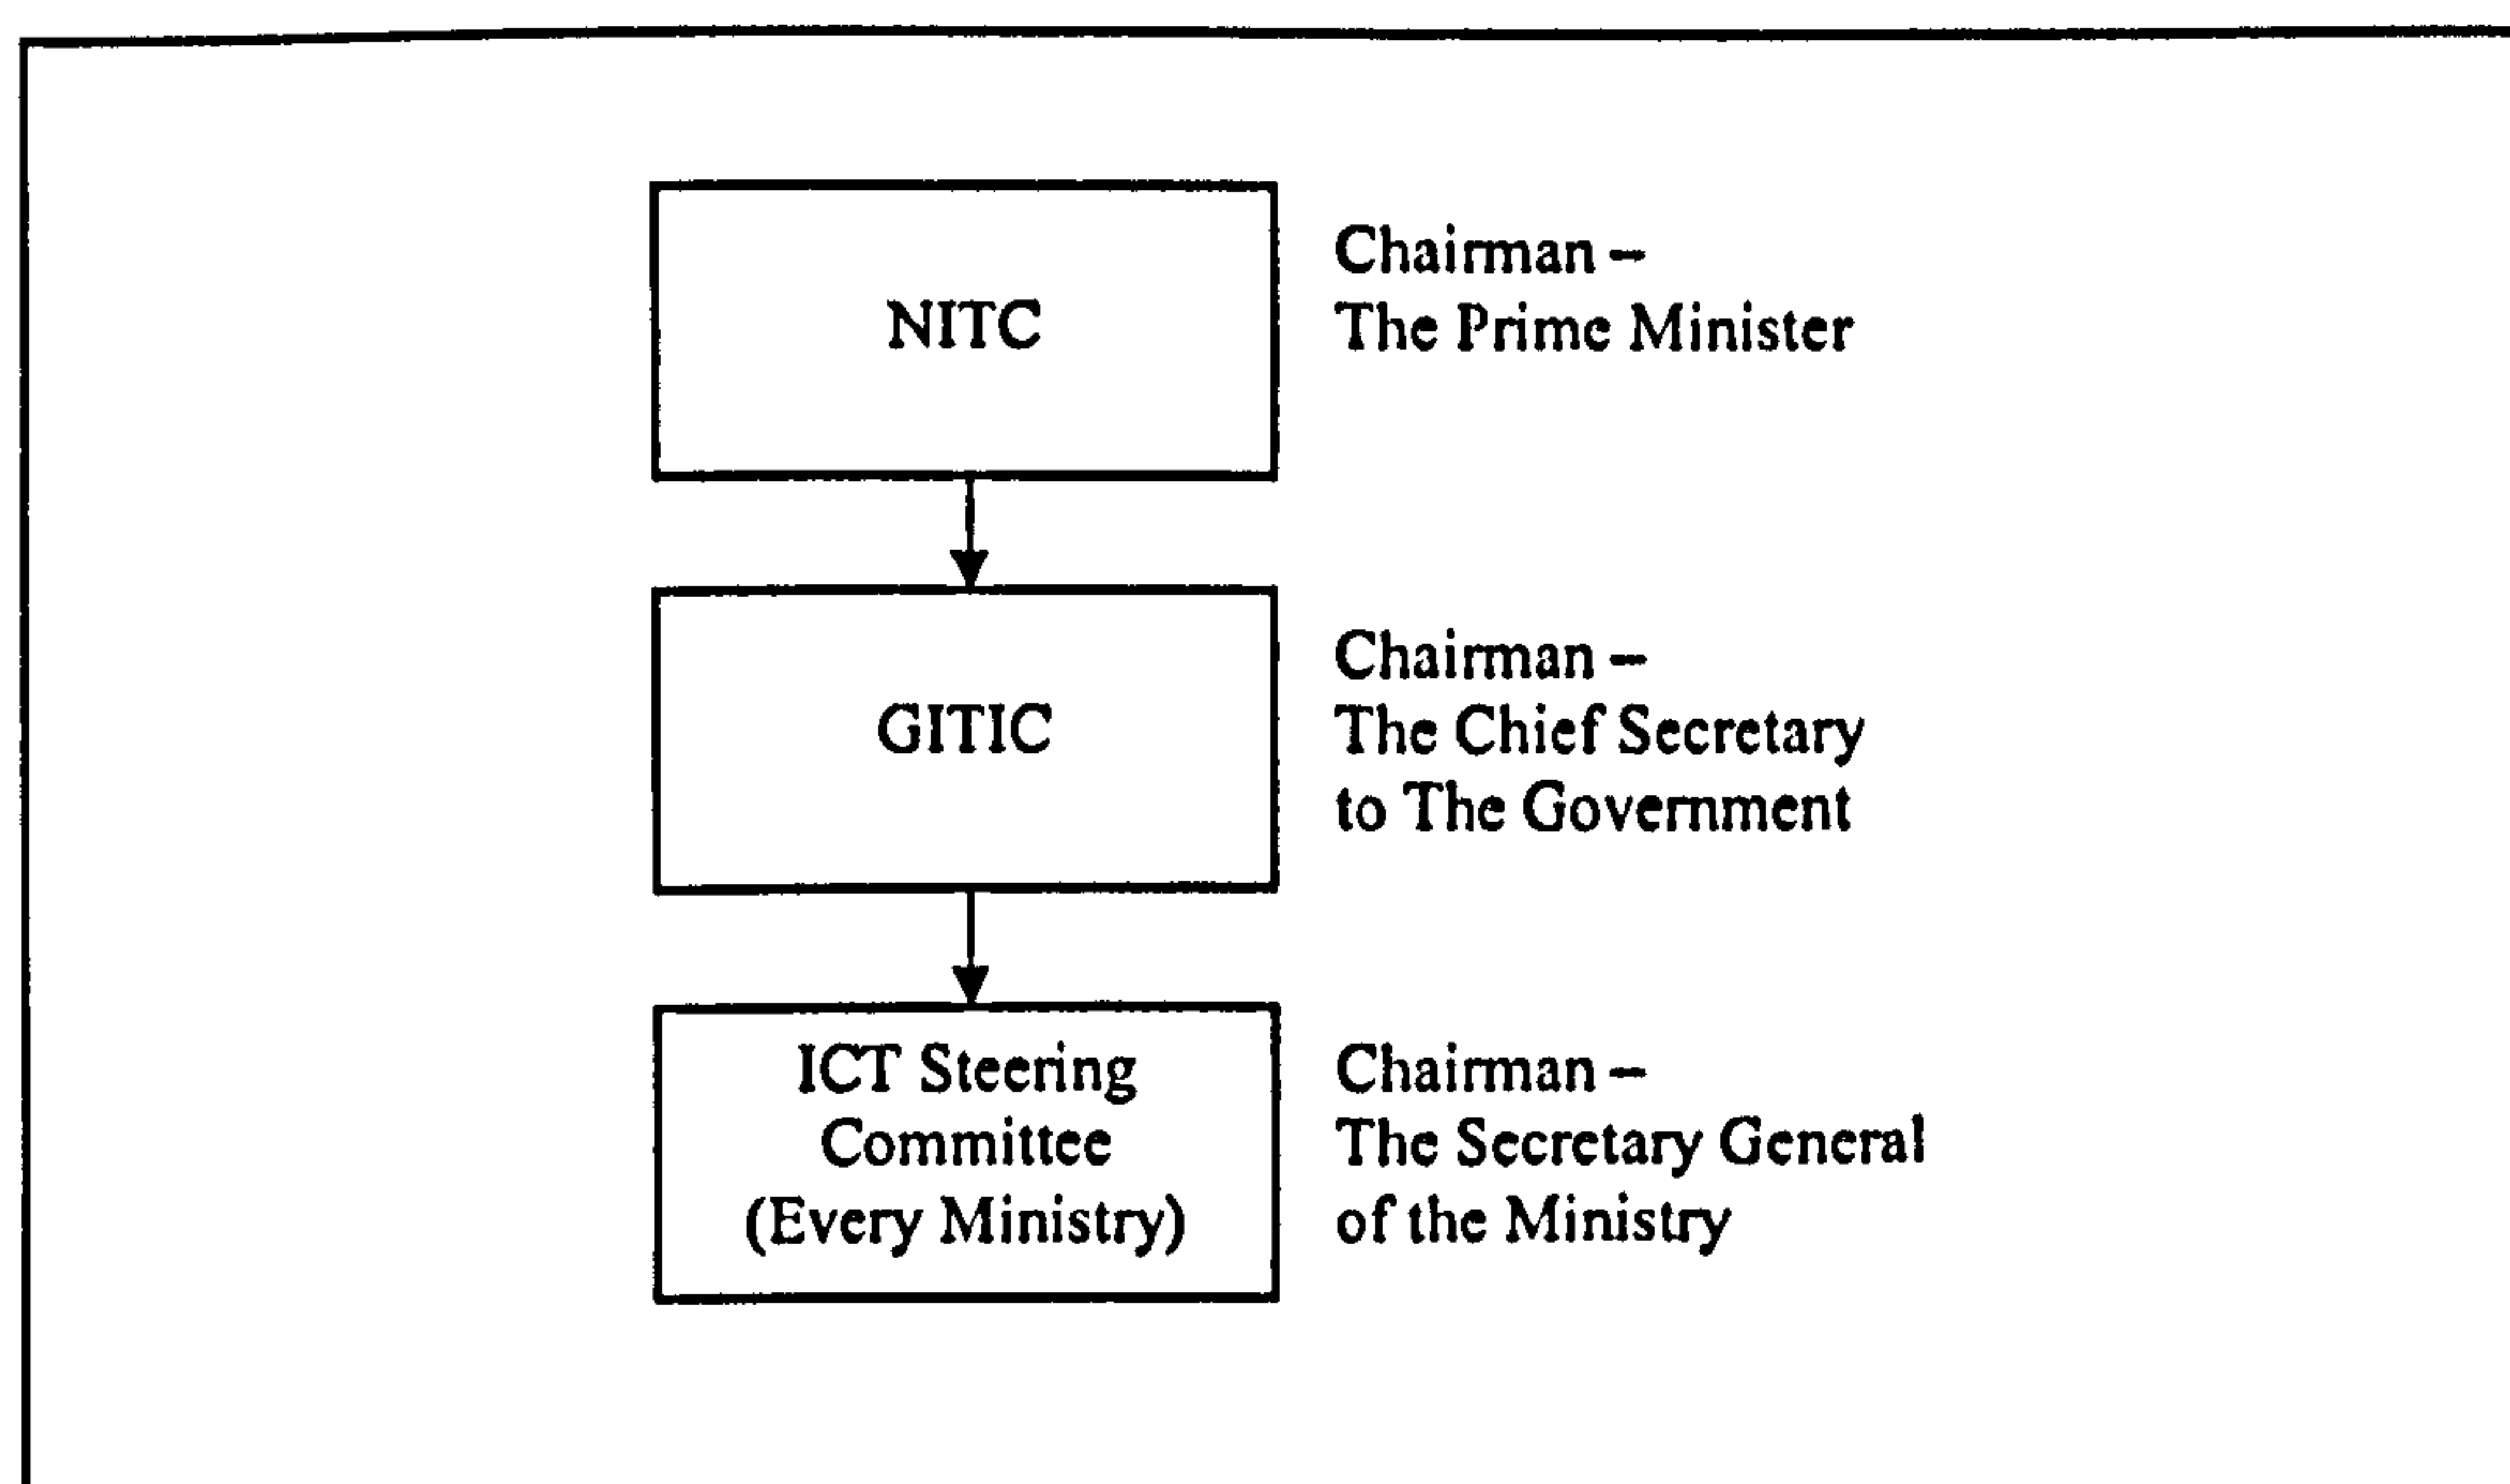 NITC
Chairman –
The Prime Minister
GITIC
Chairman –
The Chief Secretary
to The Government
ICT Steering
Committee
(Every Ministry)
Chairman –
The Secretary General
of the Ministry